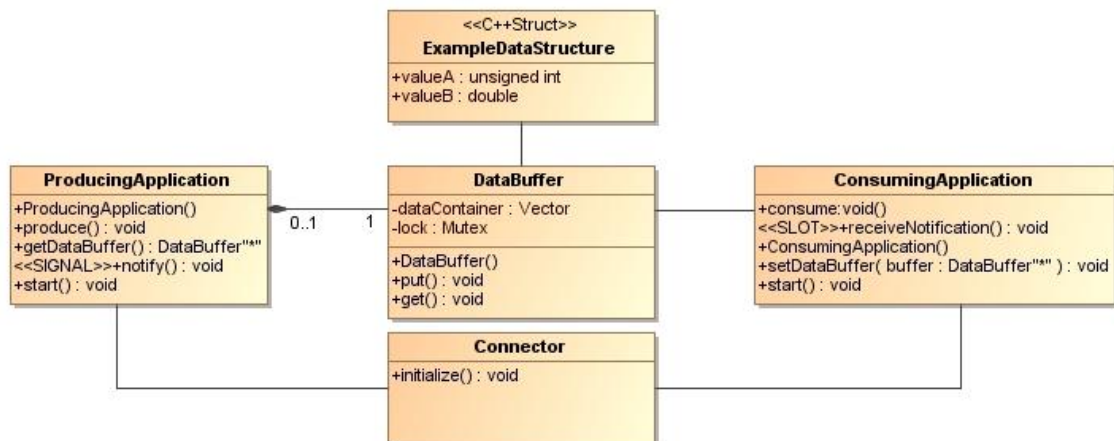 <<C++Struct>>
ExampleDataStructure
+valueA : unsigned int
+valueB : double
ProducingApplication
+ProducingApplication()
+produce() : void
+getDataBuffer() : DataBuffer"*"
<<SIGNAL>>+notify() : void
+start() : void
0..1
1
DataBuffer
-dataContainer : Vector
-lock : Mutex
+DataBuffer()
+put() : void
+get() : void
ConsumingApplication
+consume:void()
<<SLOT>>+receiveNotification() : void
+ConsumingApplication()
+setDataBuffer( buffer : DataBuffer"*" ) : void
+start() : void
Connector
+initialize() : void